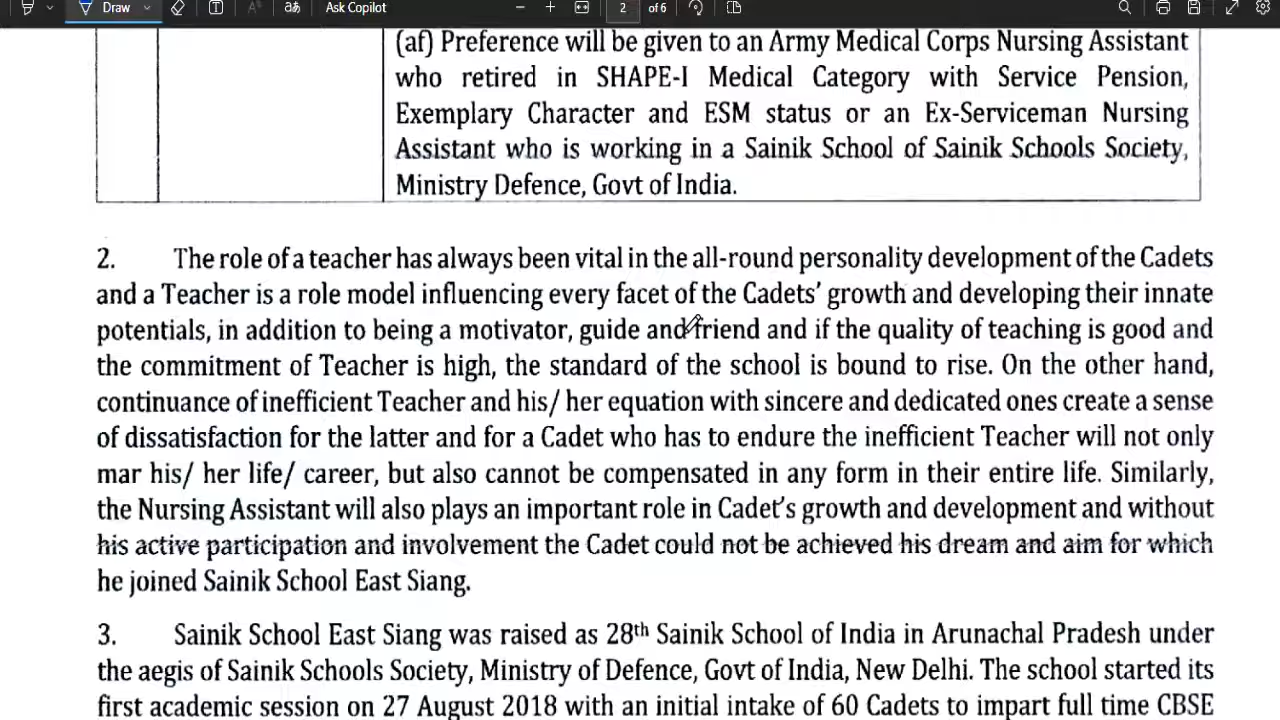 Draw
Ask Copilot
2 of 6
(af) Preference will be given to an Army Medical Corps Nursing Assistant
who retired in SHAPE-I Medical Category with Service Pension,
Exemplary Character and ESM status or an Ex-Serviceman Nursing
Assistant who is working in a Sainik School of Sainik Schools Society,
Ministry Defence, Govt of India.
2. The role of a teacher has always been vital in the all-round personality development of the Cadets
and a Teacher is a role model influencing every facet of the Cadets' growth and developing their innate
potentials, in addition to being a motivator, guide and friend and if the quality of teaching is good and
the commitment of Teacher is high, the standard of the school is bound to rise. On the other hand,
continuance of inefficient Teacher and his/ her equation with sincere and dedicated ones create a sense
of dissatisfaction for the latter and for a Cadet who has to endure the inefficient Teacher will not only
mar his/ her life/ career, but also cannot be compensated in any form in their entire life. Similarly,
the Nursing Assistant will also plays an important role in Cadet's growth and development and without
his active participation and involvement the Cadet could not be achieved his dream and aim for which
he joined Sainik School East Siang.
3. Sainik School East Siang was raised as 28th Sainik School of India in Arunachal Pradesh under
the aegis of Sainik Schools Society, Ministry of Defence, Govt of India, New Delhi. The school started its
first academic session on 27 August 2018 with an initial intake of 60 Cadets to impart full time CBSE